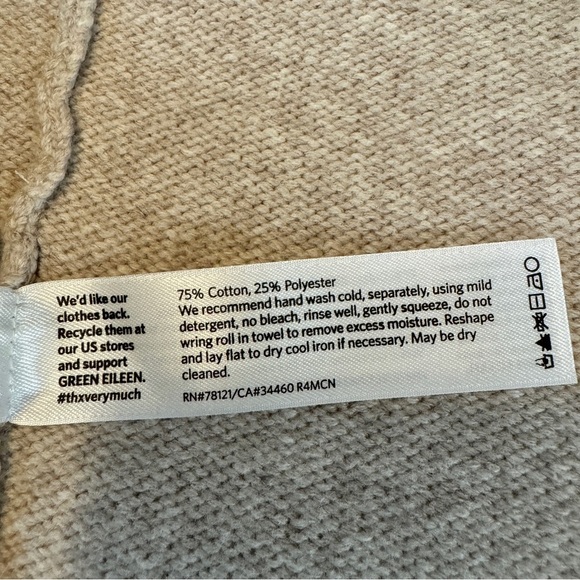 We'd like our
clothes back.
Recycle them at
our US stores
and support
GREEN EILEEN.
#thxverymuch
75% Cotton, 25% Polyester
We recommend hand wash cold, separately, using mild
detergent, no bleach, rinse well, gently squeeze, do not
wring roll in towel to remove excess moisture. Reshape
and lay flat to dry cool iron if necessary. May be dry
cleaned.
RN#78121/CA#34460 R4MCN